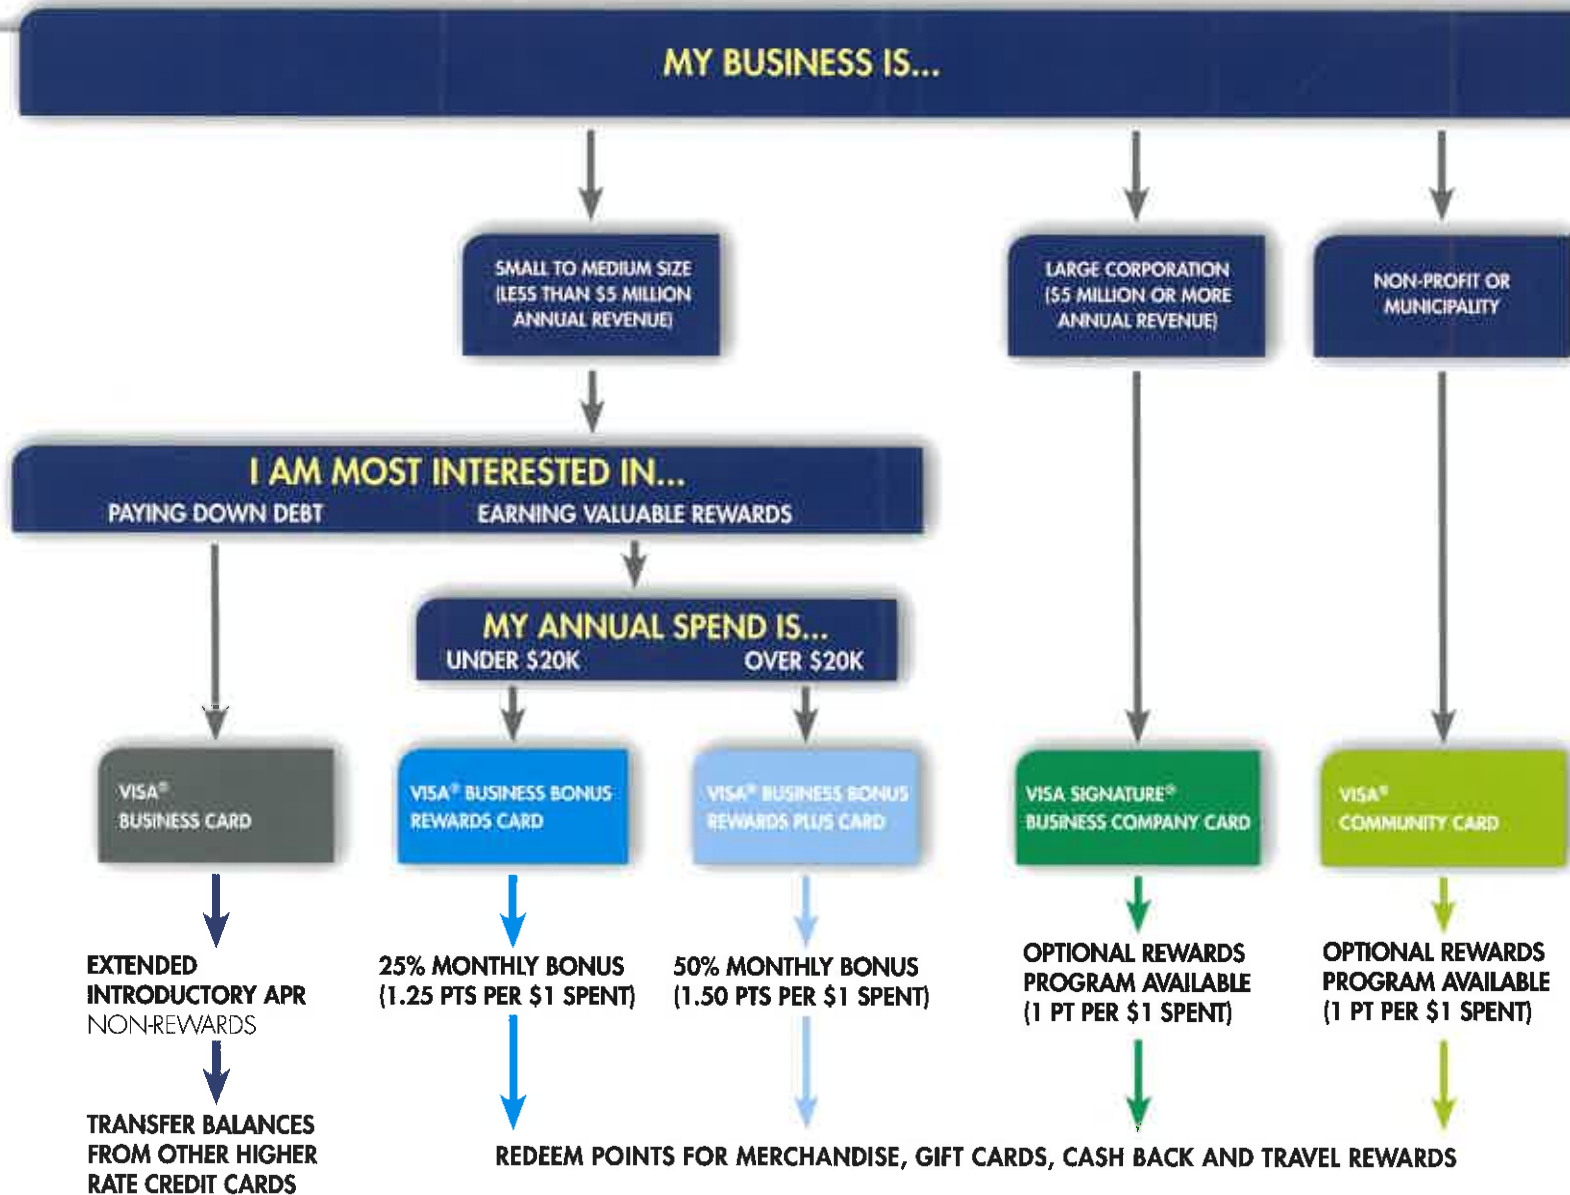 MY BUSINESS IS...
SMALL TO MEDIUM SIZE
(LESS THAN $5 MILLION
ANNUAL REVENUE)
LARGE CORPORATION
($5 MILLION OR MORE
ANNUAL REVENUE)
NON-PROFIT OR
MUNICIPALITY
I AM MOST INTERESTED IN...
PAYING DOWN DEBT
EARNING VALUABLE REWARDS
MY ANNUAL SPEND IS...
UNDER $20K
OVER $20K
VISA®
BUSINESS CARD
VISA® BUSINESS BONUS
REWARDS CARD
VISA® BUSINESS BONUS
REWARDS PLUS CARD
VISA SIGNATURE®
BUSINESS COMPANY CARD
VISA®
COMMUNITY CARD
EXTENDED
INTRODUCTORY APR
NON-REWARDS
25% MONTHLY BONUS
(1.25 PTS PER $1 SPENT)
50% MONTHLY BONUS
(1.50 PTS PER $1 SPENT)
OPTIONAL REWARDS
PROGRAM AVAILABLE
(1 PT PER $1 SPENT)
OPTIONAL REWARDS
PROGRAM AVAILABLE
(1 PT PER $1 SPENT)
TRANSFER BALANCES
FROM OTHER HIGHER
RATE CREDIT CARDS
REDEEM POINTS FOR MERCHANDISE, GIFT CARDS, CASH BACK AND TRAVEL REWARDS